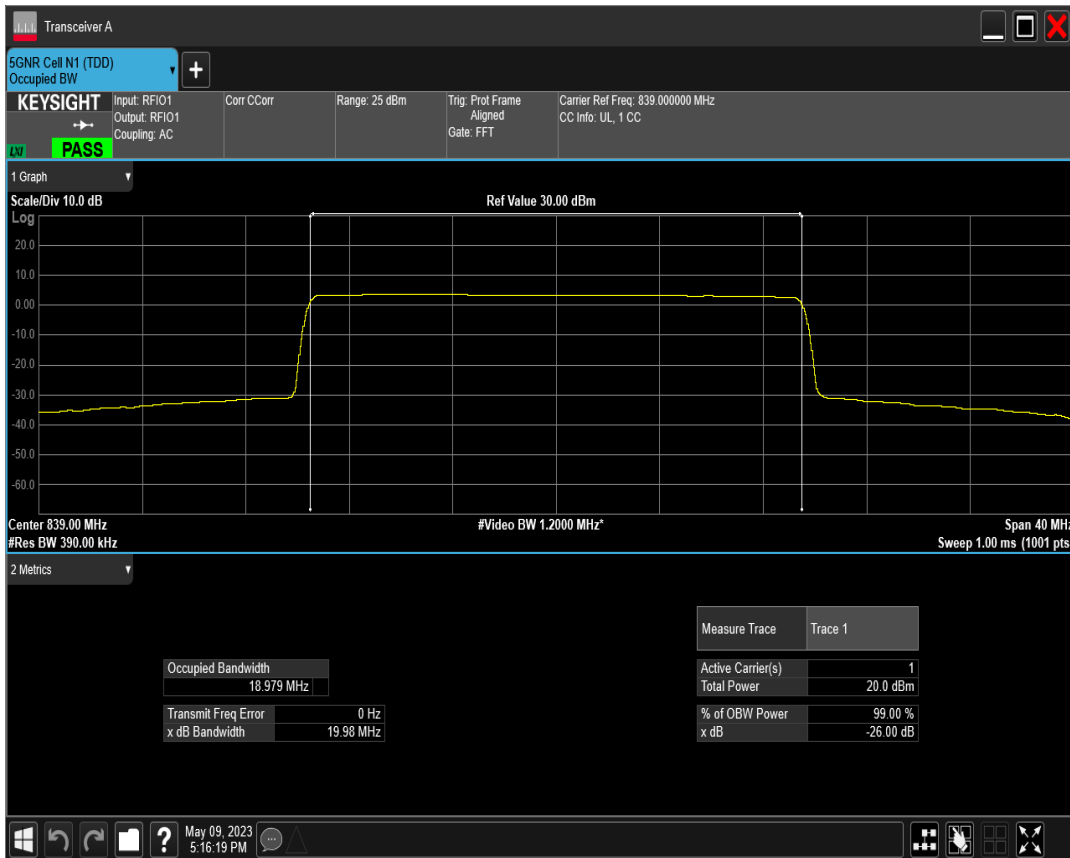 Transceiver A
5GNR Cell N1 (TDD)
Occupied BW
+
KEYSIGHT
LXI
PASS
Input: RFIO1
Output: RFIO1
Coupling: AC
Corr CCorr
Range: 25 dBm
Trig: Prot Frame
Aligned
Gate: FFT
Carrier Ref Freq: 839.000000 MHz
CC Info: UL, 1 CC
1 Graph
Scale/Div 10.0 dB
Ref Value 30.00 dBm
Log
20.0
10.0
0.00
-10.0
-20.0
-30.0
-40.0
-50.0
-60.0
Center 839.00 MHz
#Video BW 1.2000 MHz*
Span 40 MHz
#Res BW 390.00 kHz
Sweep 1.00 ms (1001 pts
2 Metrics
Measure Trace Trace 1
Occupied Bandwidth
18.979 MHz
Active Carrier(s) 1
Total Power 20.0 dBm
Transmit Freq Error 0 Hz
x dB Bandwidth 19.98 MHz
% of OBW Power 99.00 %
x dB -26.00 dB
?
May 09, 2023
5:16:19 PM